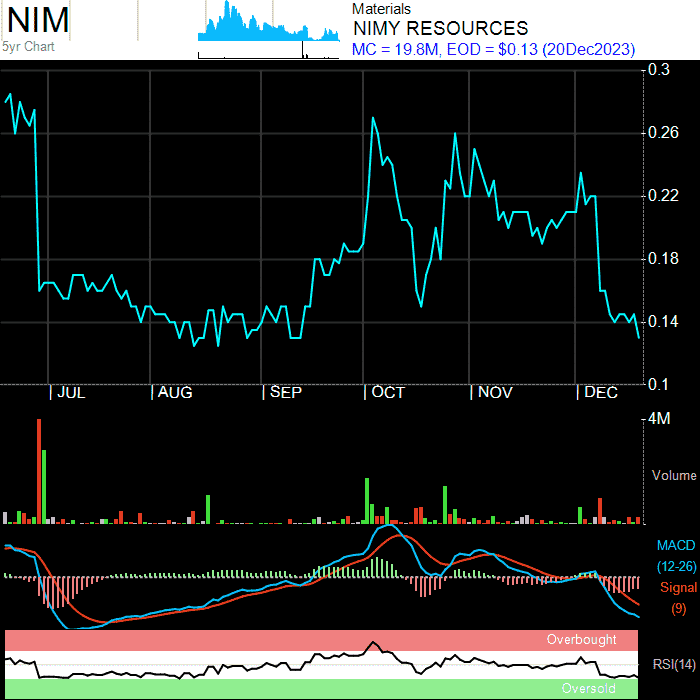 NIM
5yr Chart
Materials
NIMY RESOURCES
MC = 19.8M, EOD = $0.13 (20Dec2023)
0.3
0.26
0.22
0.18
0.14
0.1
JUL AUG SEP OCT NOV DEC
4M
Volume
MACD
(12-26)
Signal
(9)
Overbought
RSI(14)
Oversold